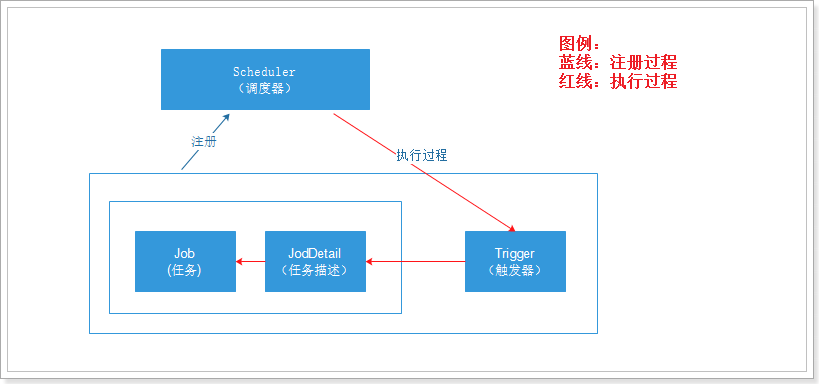 图例：
蓝线：注册过程
红线：执行过程
Scheduler
（调度器）
注册
执行过程
Job
(任务)
JodDetail
（任务描述）
Trigger
（触发器）